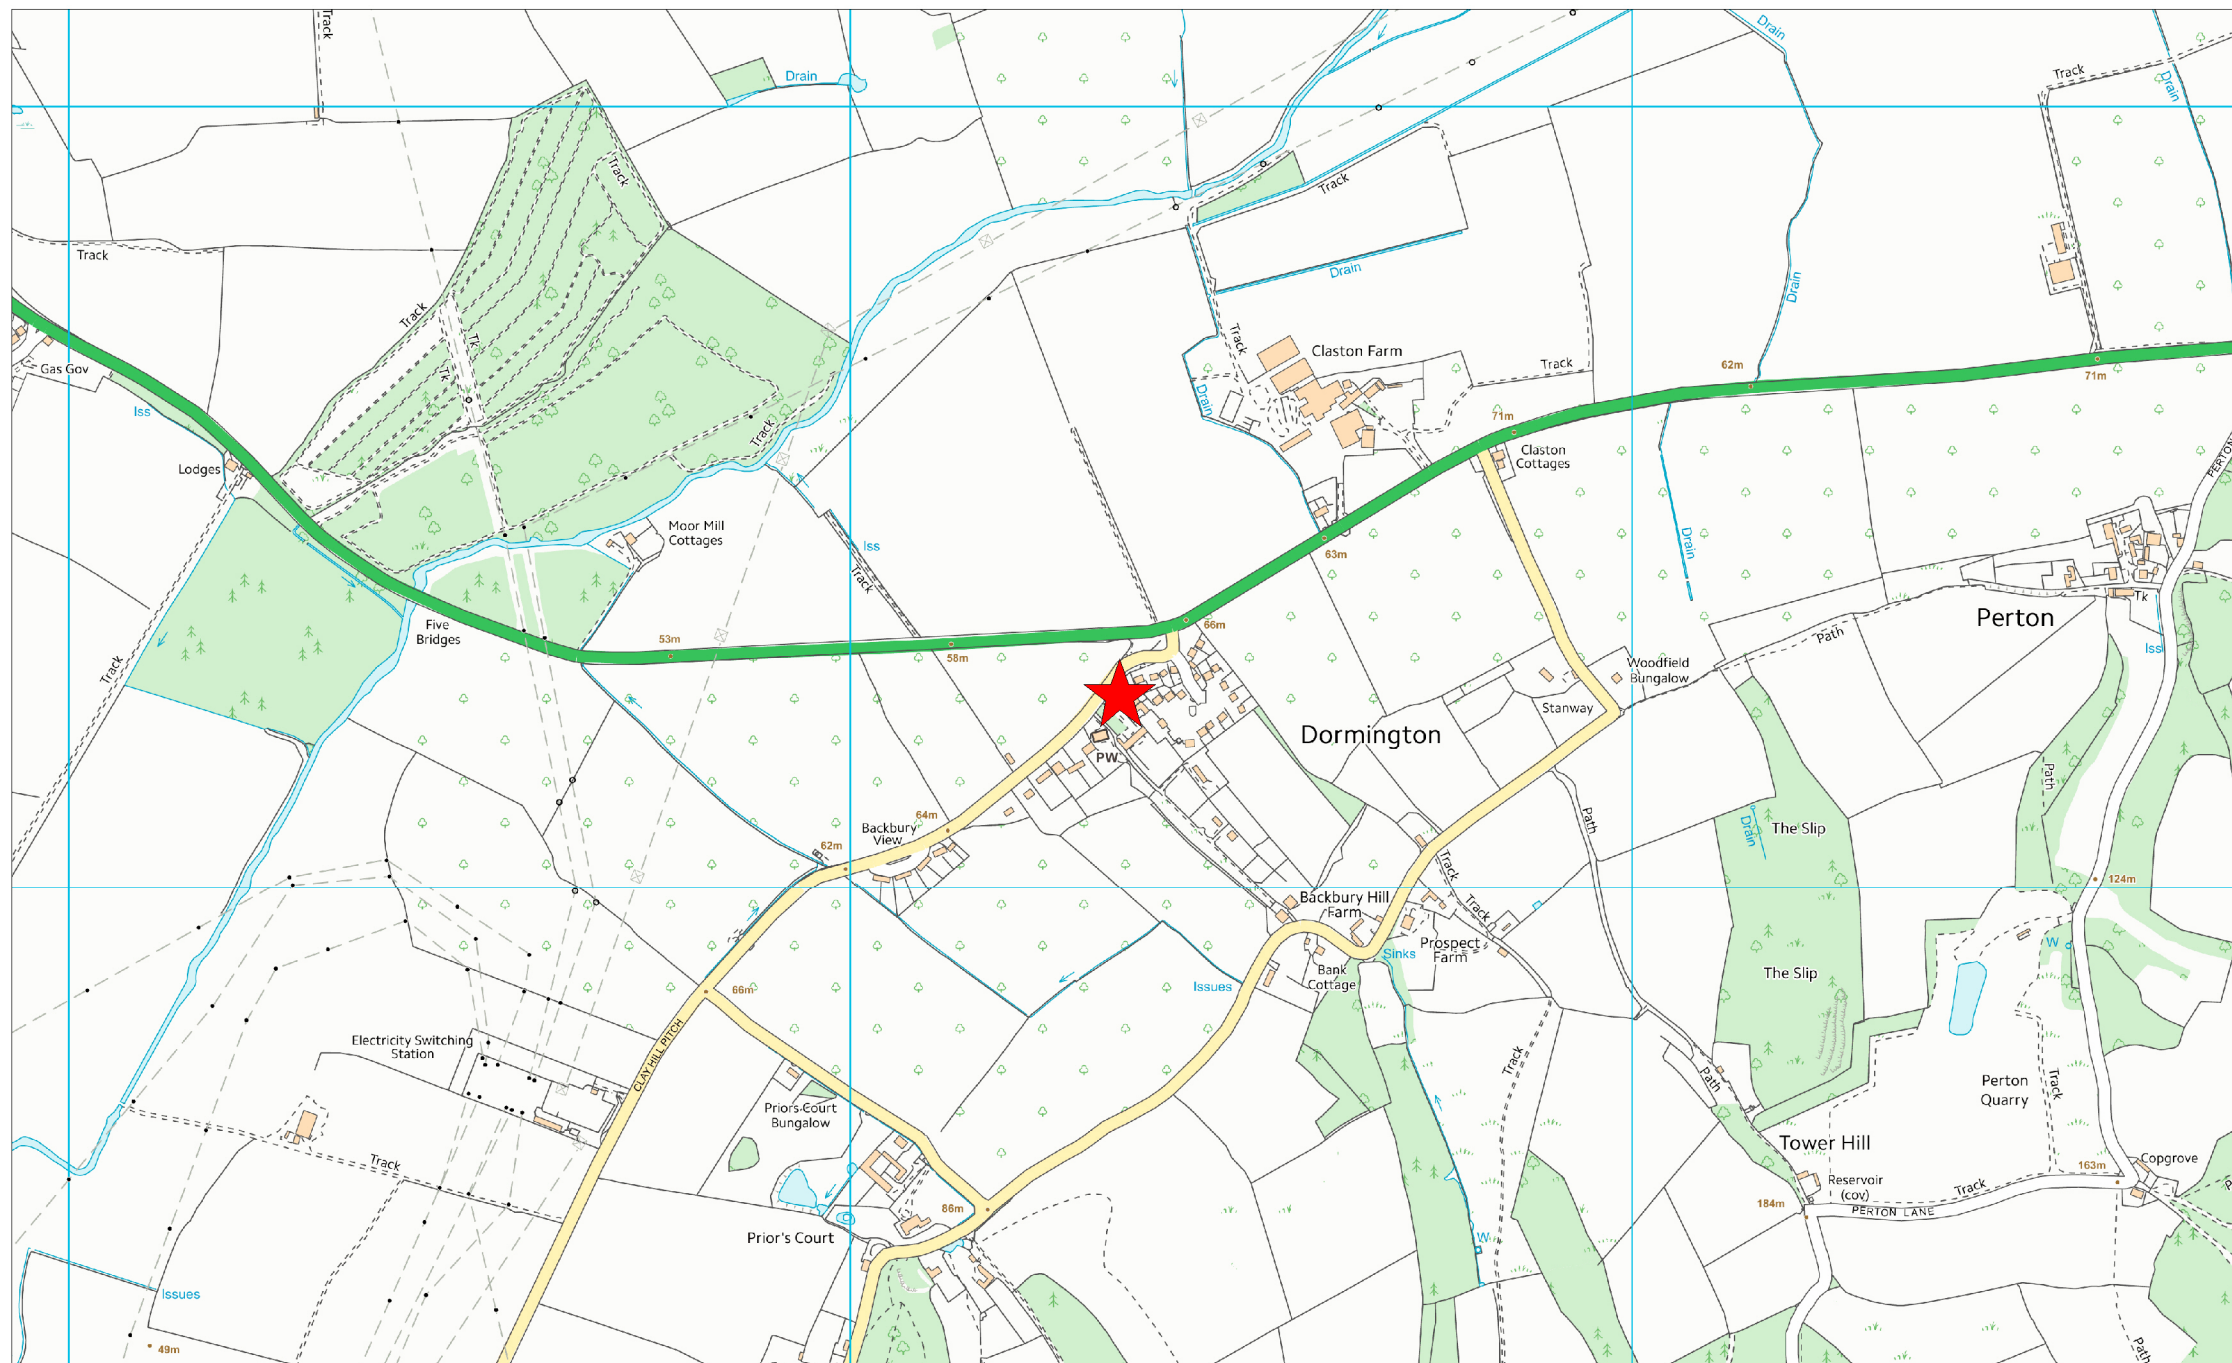 Track
Drain
Drain
Track
Drain
Track
Track
Track
Drain
Drain
Track
Track
Tk
Tk
Gas Gov
Iss
Claston Farm
Track
62m
71m
Drain
71m
Claston
Cottages
PERTON
Lodges
Track
Moor Mill
Cottages
Iss
Track
63m
Drain
Five
Bridges
53m
58m
66m
Perton
Tk
Path
Iss
Track
Woodfield
Bungalow
Stanway
Dormington
PW
Path
Path
Drain
The Slip
64m
Backbury
View
62m
Track
124m
Backbury Hill
Farm
Track
Prospect
Farm
Sinks
W
Bank
Cottage
The Slip
Issues
66m
Electricity Switching
Station
CLAY HILL PITCH
Track
Path
Perton
Quarry
Track
Priors Court
Bungalow
Tower Hill
Track
Copgrove
163m
Reservoir
(cov)
Track
PERTON LANE
184m
86m
Prior's Court
W
Issues
49m
Path